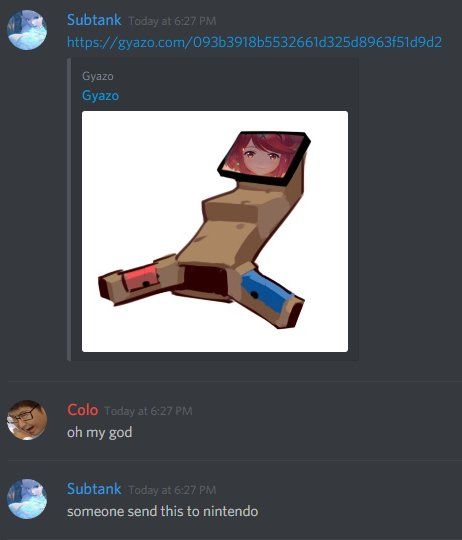 Subtank Today at 6:27 PM
https://gyazo.com/093b3918b5532661d325d8963f51d9d2
Gyazo
Gyazo
Colo Today at 6:27 PM
oh my god
Subtank Today at 6:27 PM
someone send this to nintendo